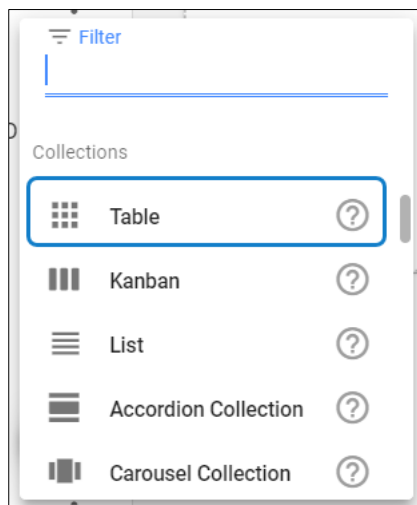 Filter
Collections
Table
Kanban
List
Accordion Collection
Carousel Collection